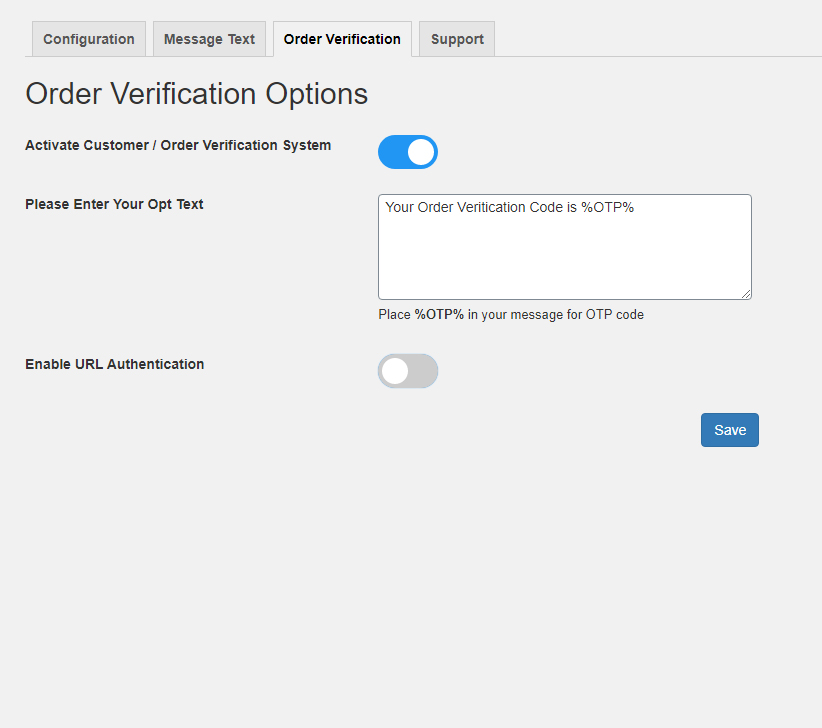 Configuration
Message Text
Order Verification
Support
Order Verification Options
Activate Customer / Order Verification System
Please Enter Your Opt Text
Your Order Veritication Code is %OTP%
Place %OTP% in your message for OTP code
Enable URL Authentication
Save